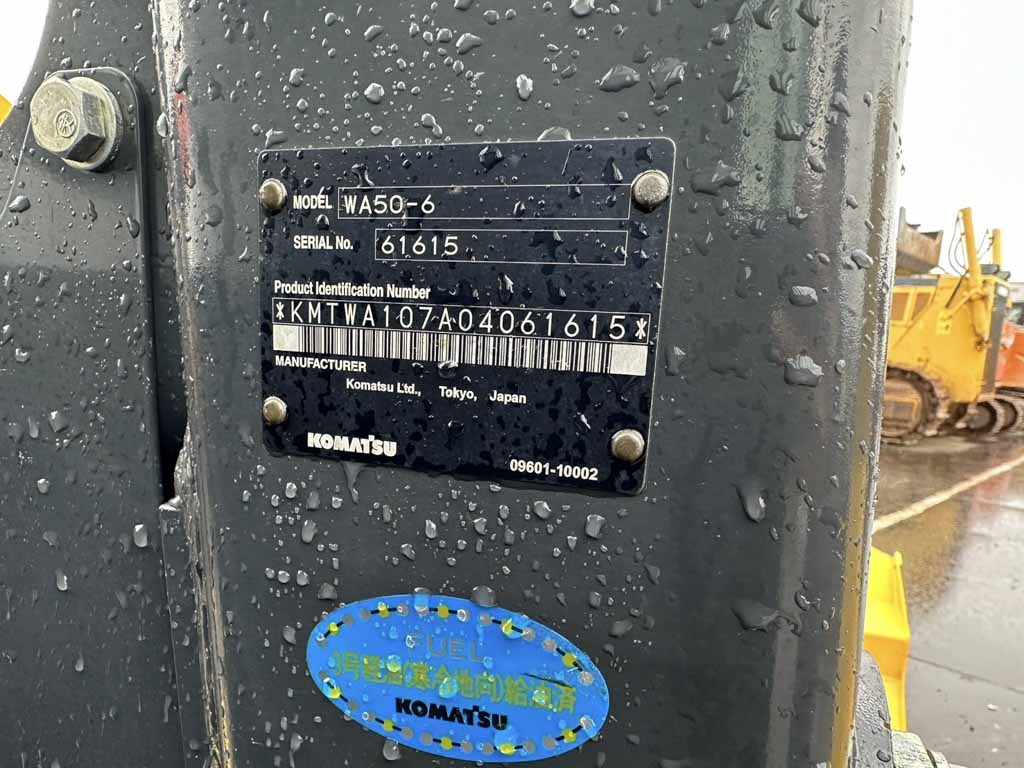 MODEL WA50-6
SERIAL No. 61615
Product Identification Number
*KMTWA107A04061615*
MANUFACTURER
Komatsu Ltd., Tokyo, Japan
KOMATSU
09601-10002
FUEL
号軽油(寒冷地向)給油済
KOMATSU